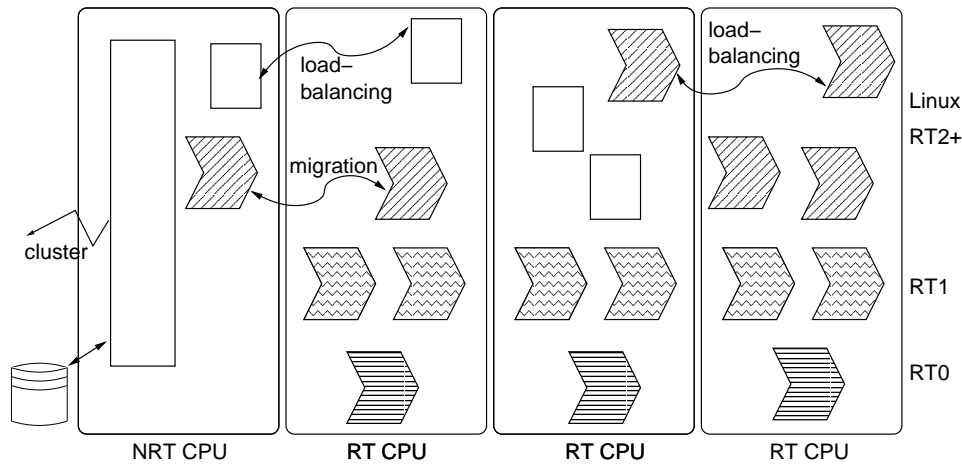 load–
balancing
load–
balancing
Linux
RT2+
migration
cluster
RT1
RT0
NRT CPU
RT CPU
RT CPU
RT CPU